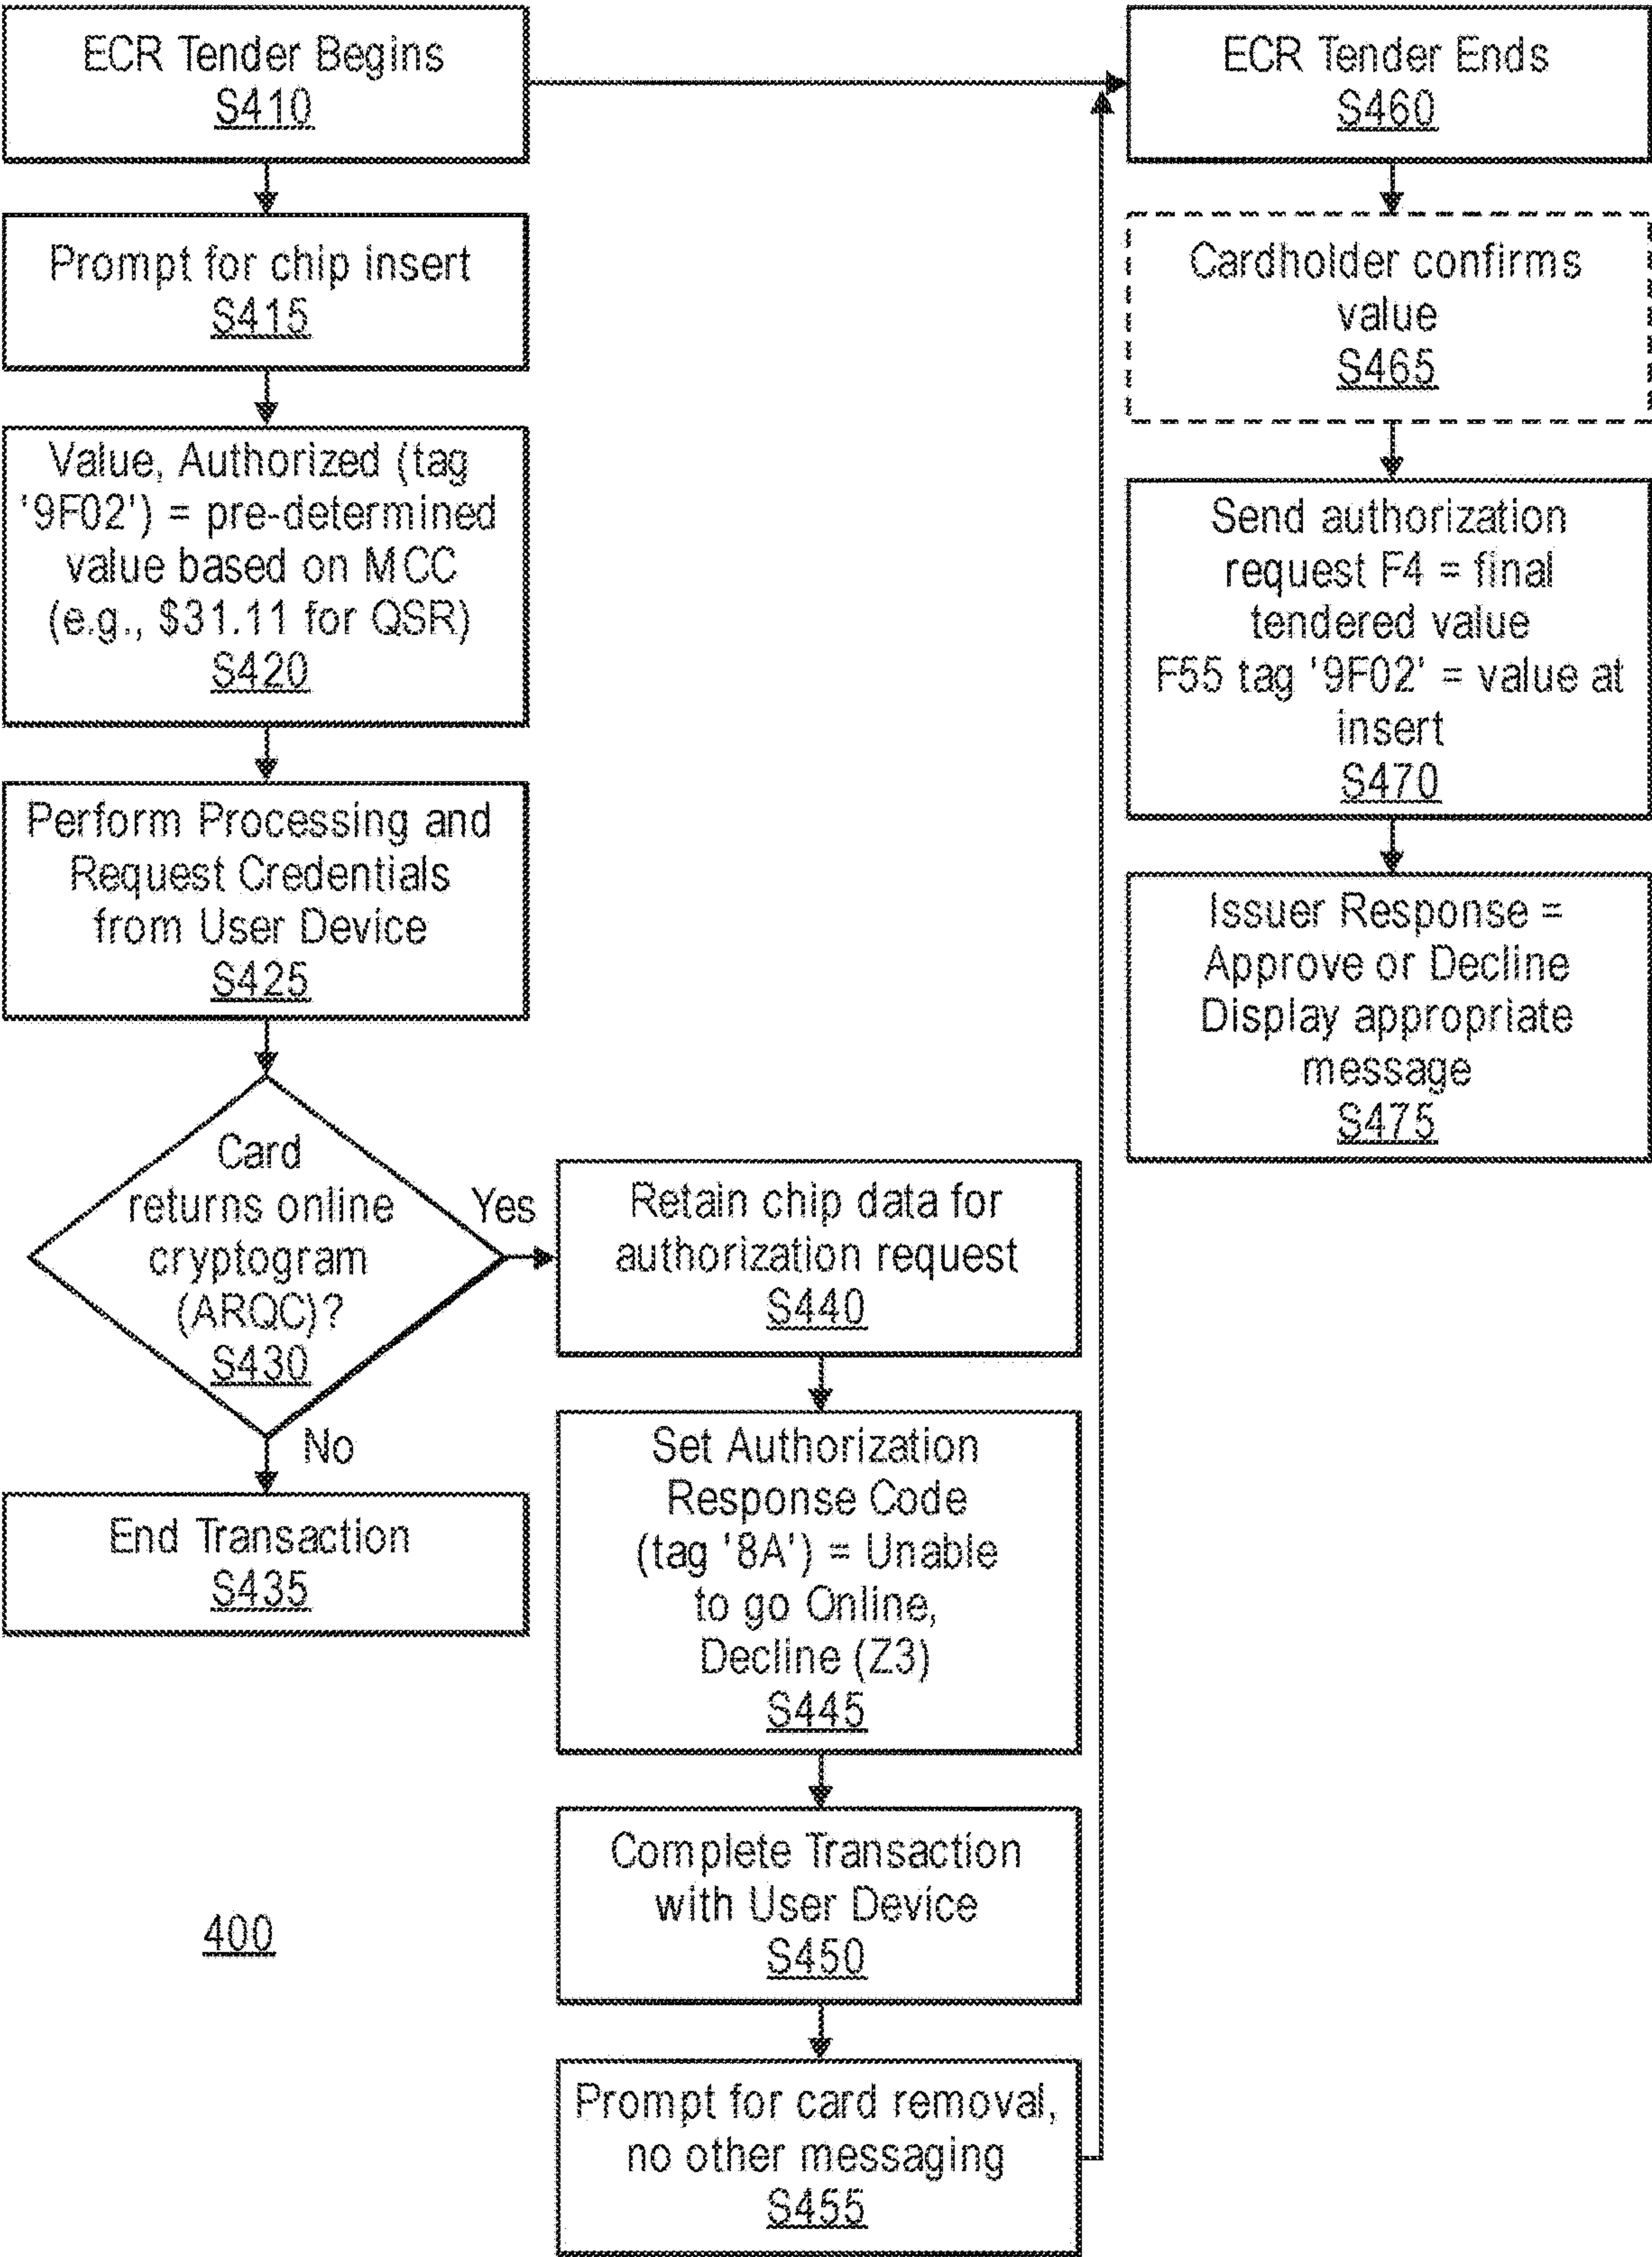 ECR Tender Begins
S410
Prompt for chip insert
S415
Value, Authorized (tag
'9F02') = pre-determined
value based on MCC
(e.g., $31.11 for QSR)
S420
Perform Processing and
Request Credentials
from User Device
S425
Card
returns online
cryptogram
(ARQC)?
S430
Yes
No
End Transaction
S435
Retain chip data for
authorization request
S440
Set Authorization
Response Code
(tag '8A') = Unable
to go Online,
Decline (Z3)
S445
Complete Transaction
with User Device
S450
Prompt for card removal,
no other messaging
S455
ECR Tender Ends
S460
Cardholder confirms
value
S465
Send authorization
request F4 = final
tendered value
F55 tag '9F02' = value at
insert
S470
Issuer Response =
Approve or Decline
Display appropriate
message
S475
400